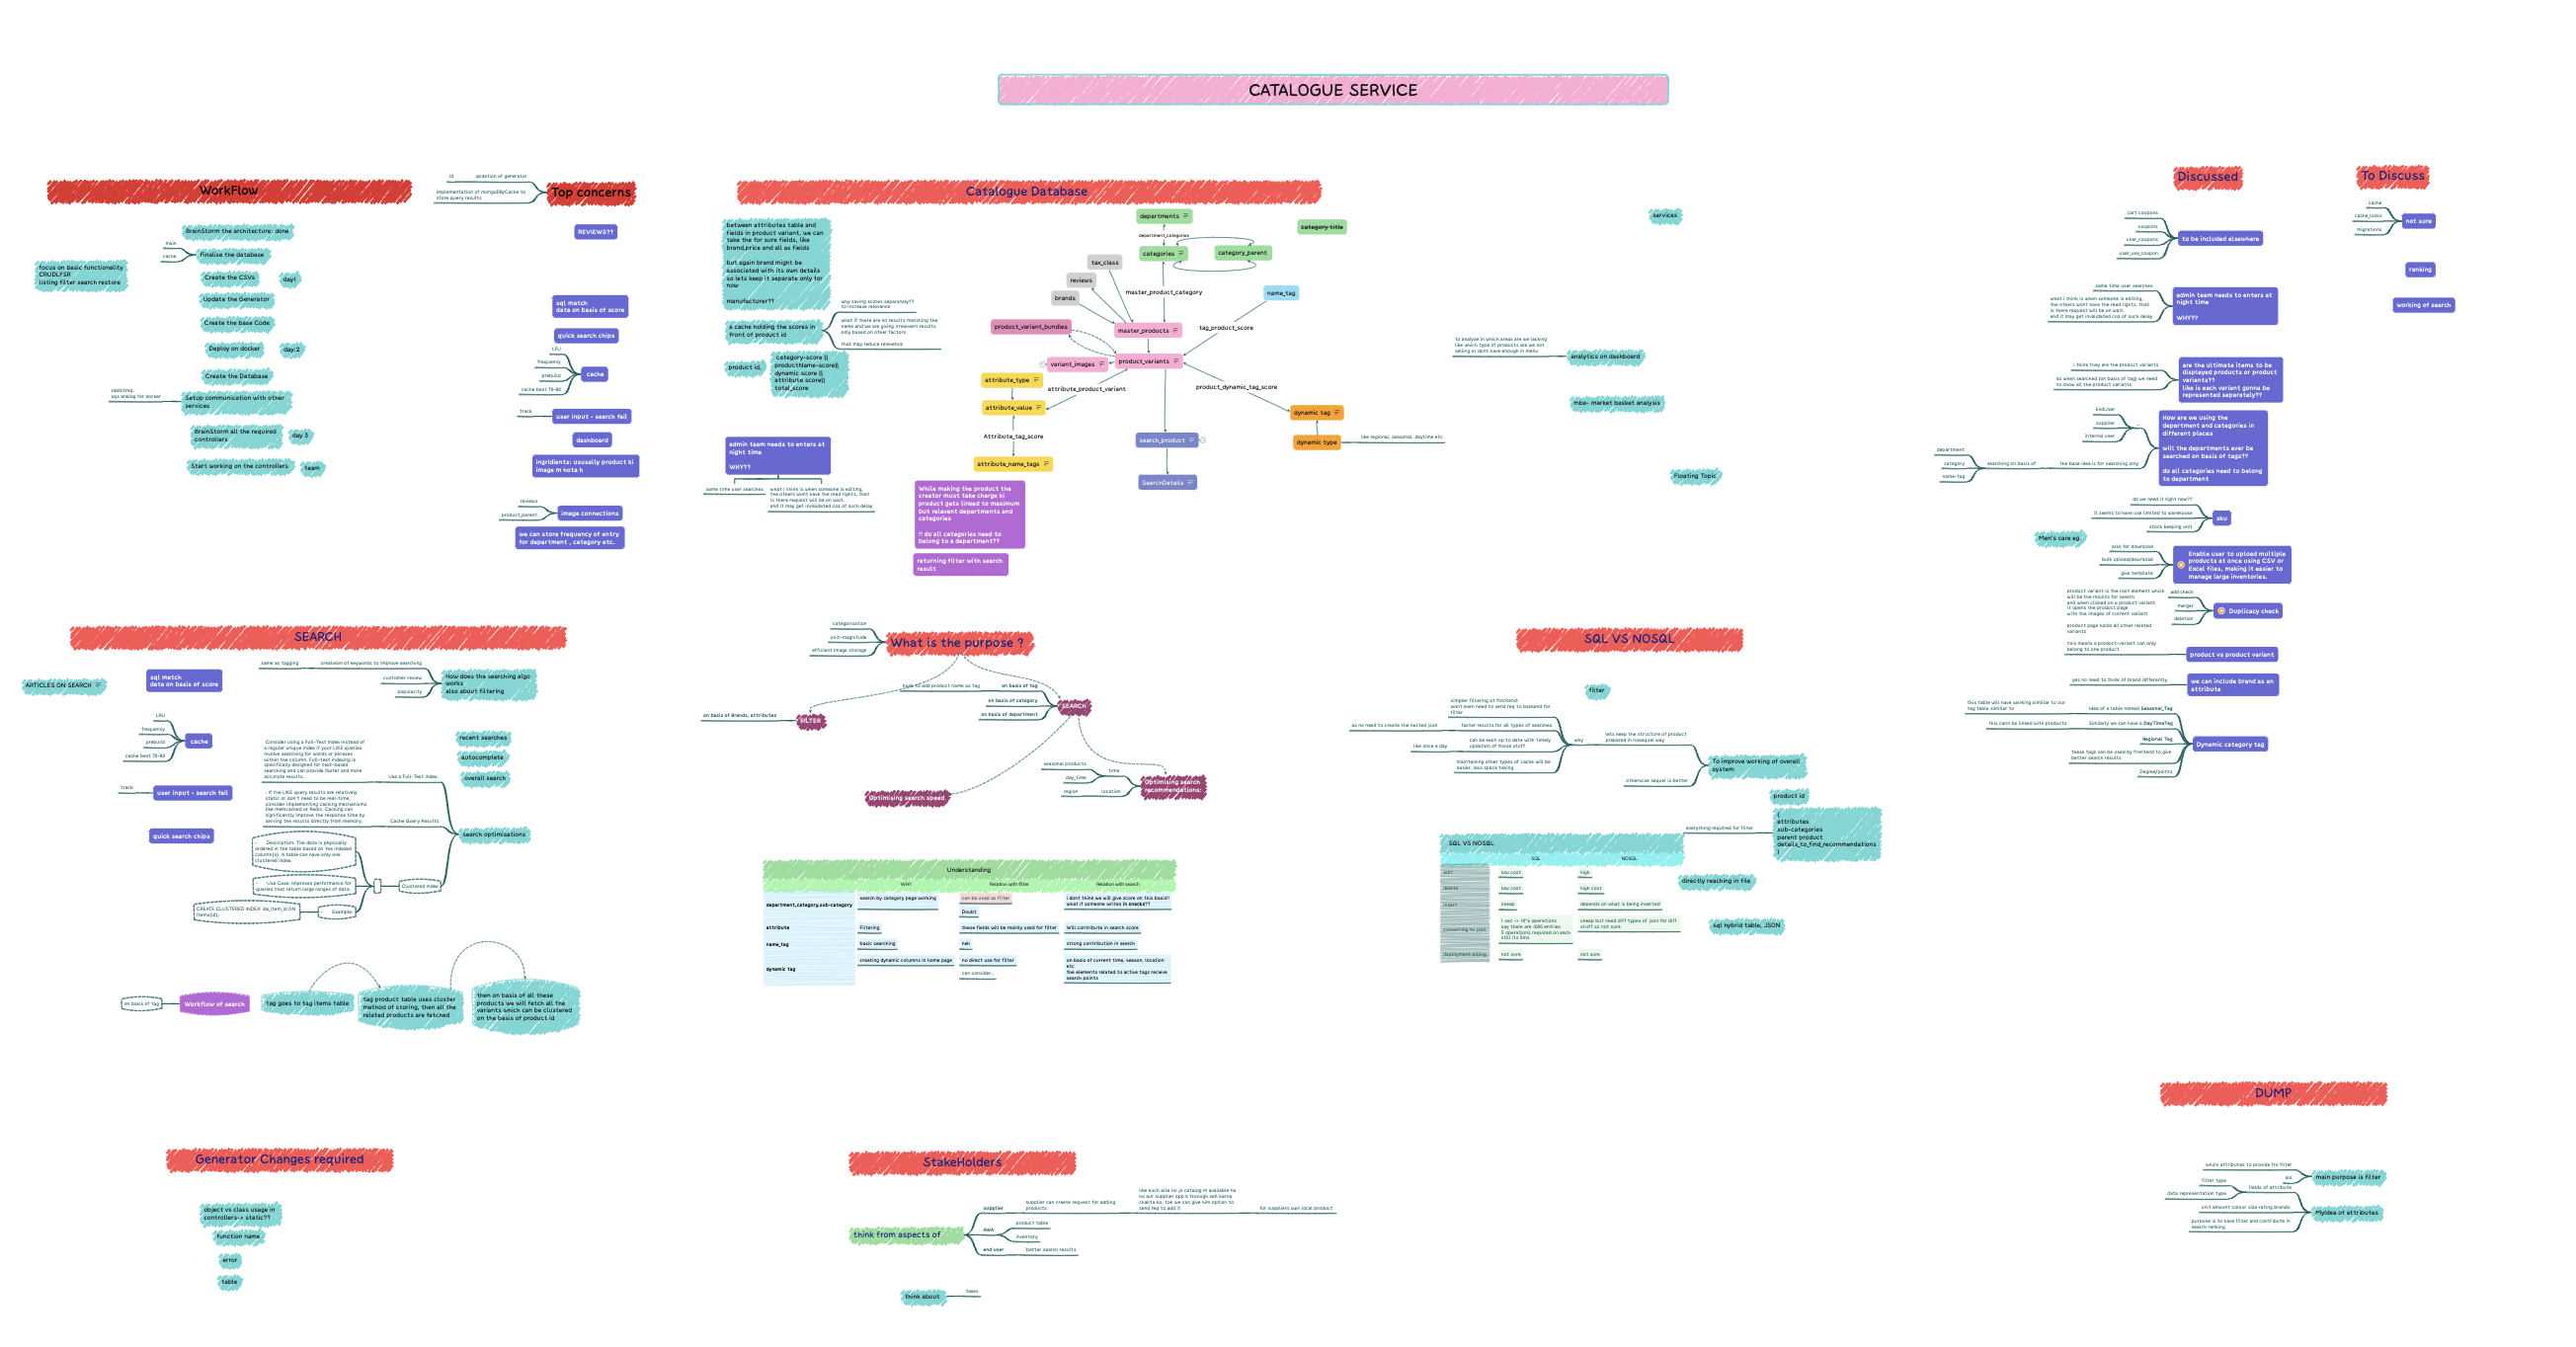 CATALOGUE SERVICE
WorkFlow
BrainStorm the architecture: done
main
cache
Finalise the database
focus on basic functionality
CRUDLFSR
listing filter search restore
Create the CSVs
day1
Update the Generator
Create the base Code
Deploy on docker
day:2
Create the Database
rabbitmq:
sqs analog for docker
Setup communication with other
services
BrainStorm all the required
controllers
day 3
Start working on the controllers
team
Top concerns
id
updation of generator
implementation of mongoDB/Cache to
store query results
REVIEWS??
sql match
data on basis of score
quick search chips
LRU
frequency
prebuild
cache best 70-80
cache
track
user input - search fail
dashboard
ingridients: ususally product ki
image m hota h
reviews
product_parent
image connections
we can store frequency of entry
for department , category etc.
Catalogue Database
between attributes table and
fields in product variant, we can
take the for sure fields, like
brand,price and all as fields
but again brand might be
associated with its own details
so lets keep it separate only for
now
manufacturer??
a cache holding the scores in
front of product id
why saving scores separately??
to increase relevance
what if there are no results matching the
name and we are giving irrelevent results
only based on other factors
that may reduce relevence
product id,
category-score ||
productName-score||
dynamic score ||
attribute score||
total_score
admin team needs to enters at
night time
WHY??
same time user searches
what i think is when someone is editing,
the others wont have the read rights, that
is there request will be on wait.
and it may get invalidated coz of such delay
departments
department_categories
categories
category_parent
category-title
tax_class
reviews
brands
master_product_category
name_tag
product_variant_bundles
master_products
tag_product_score
product_variants
variant_images
attribute_type
attribute_product_variant
product_dynamic_tag_score
attribute_value
dynamic tag
Attribute_tag_score
search_product
dynamic type
like regional, seasonal, daytime etc
attribute_name_tags
SearchDetails
While making the product the
creator must take charge ki
product gets linked to maximum
but relavent departments and
categories
!! do all categories need to
belong to a department??
returning filter with search
result
services
to analyse in which areas are we lacking
like which type of products are we not
selling or dont have enough in menu
analytics on dashboard
mba- market basket analysis
Floating Topic
Discussed
cart coupons
coupons
user_coupons
user_use_coupon
to be included elsewhere
same time user searches
what i think is when someone is editing,
the others wont have the read rights, that
is there request will be on wait.
and it may get invalidated coz of such delay
admin team needs to enters at
night time
WHY??
i think they are the product variants
so when searched (on basis of tag) we need
to show all the product variants
are the ultimate items to be
displayed products or product
variants??
like is each variant gonna be
represented separately??
EndUser
supplier
internal user
department
category
name-tag
searching on basis of
the base idea is for searching only
How are we using the
department and categories in
different places
will the departments ever be
searched on basis of tags??
do all categories need to belong
to department
do we need it right now??
it seems to have use limited to warehouse
stock keeping unit
sku
Men's care eg.
also for download
bulk upload/download
give template
Enable user to upload multiple
products at once using CSV or
Excel files, making it easier to
manage large inventories.
add check
merger
deletion
Duplicacy check
product variant is the root element which
will be the results for search
and when clicked on a product variant
it opens the product page
with the images of current variant
product page holds all other related
variants
this means a product-variant can only
belong to one product
product vs product variant
yes no need to think of brand differently
we can include brand as an
attribute
this table will have working similar to our
tag table similar to
idea of a table named Seasonal_Tag
this cann be linked with products
Similarly we can have a DayTimeTag
Regional Tag
these tags can be used by frontend to give
better search results
Degree/points
Dynamic category tag
To Discuss
cache
cache_locks
migrations
not sure
ranking
working of search
SEARCH
ARTICLES ON SEARCH
sql match
data on basis of score
same as tagging
creatreion of keywords to improve searching
customer review
popularity
How does the searching algo
works
also about filtering
LRU
frequency
prebuild
cache best 70-80
cache
track
user input - search fail
quick search chips
recent searches
autocomplete
overall search
Consider using a Full-Text Index instead of
a regular unique index if your LIKE queries
involve searching for words or phrases
within the column. Full-text indexing is
specifically designed for text-based
searching and can provide faster and more
accurate results.
Use a Full-Text Index:
: If the LIKE query results are relatively
static or don't need to be real-time,
consider implementing caching mechanisms
like memcached or Redis. Caching can
significantly improve the response time by
serving the results directly from memory.
Cache Query Results
search optimisations
• Description: The data is physically
ordered in the table based on the indexed
column(s). A table can have only one
clustered index.
• Use Case: Improves performance for
queries that return large ranges of data.
Clustered Index
CREATE CLUSTERED INDEX idx_item_id ON
items(id);
• Example:
on basis of tag
Workflow of search
tag goes to tag items table
tag product table uses cluster
method of storing, then all the
related products are fetched
then on basis of all these
products we will fetch all the
variants which can be clustered
on the basis of product id
What is the purpose ?
categorisation
unit-magnitude
efficient image storage
on basis of Brands, attributes
FILTER
have to add product name as tag
on basis of tag
on basis of category
on basis of department
SEARCH
Optimising search speed
seasonal products
day_time
time
region
location
Optimising search
recommendations:
Understanding
WHY
Relation with filter
Relation with search
department,category,sub-category
search by category page working
can be used as filter
Doubt
i dont think we will give score on this basis!!
what if someone writes in snacks??
attribute
Filtering
these fields will be mainly used for filter
Will contribute in search score
name_tag
basic searching
nah
strong contribution in search
dynamic tag
creating dynamic columns in home page
no direct use for filter
can consider..
on basis of current time, season, location
etc
the elements related to active tags recieve
search points
SQL VS NOSQL
filter
simpler filtering at frontend
wont even need to send req to backend for
filter
so no need to create the nested json
faster results for all types of searches
like once a day
can be kept up to date with timely
updation of those stuff
maintaining other types of cache will be
easier, less space taking
why
lets keep the structure of product
prepared in nosequel way
otherwise sequel is better
To improve working of overall
system
product id
everything required for filter
{
attributes
sub-categories
parent product
details_to_find_recommendations
}
SQL VS NOSQL
SQL
NOSQL
edit
low cost
high
delete
low cost
high cost
insert
cheap
depends on what is being inserted
converting to json
1 sec -> 10^6 operations
say there are 1000 entries
5 operations required on each
still its 5ms
cheap but need diff types of json for diff
stuff so not sure
deployment adding
not sure
not sure
directly reaching in file
sql hybrid table, JSON
Generator Changes required
object vs class usage in
controllers-> static??
function name
error
table
StakeHolders
think from aspects of
supplier
supplier can create request for adding
products
for suppliers own local product
product table
inventory
end user
better search results
think about
taxes
DUMP
which attributes to provide fro filter
main purpose is filter
filter type
data representation type
fields of attribute
unit amount colour size rating brands
purpose is to have filter and contribute in
search ranking
MyIdea of attributes